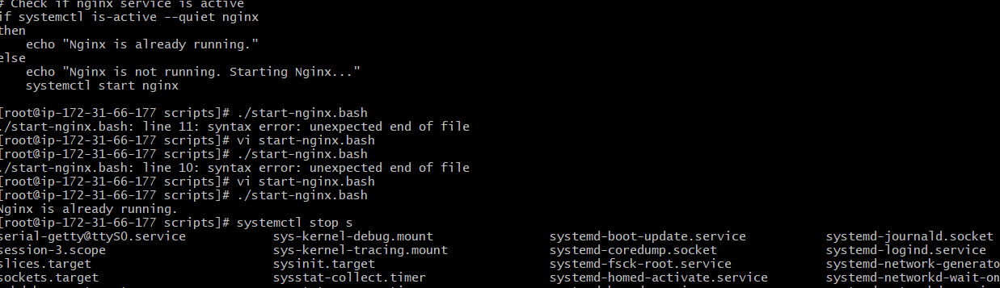 # Check if nginx service is active
if systemctl is-active --quiet nginx
then
    echo "Nginx is already running."
else
    echo "Nginx is not running. Starting Nginx..."
    systemctl start nginx
[root@ip-172-31-66-177 scripts]# ./start-nginx.bash
./start-nginx.bash: line 11: syntax error: unexpected end of file
[root@ip-172-31-66-177 scripts]# vi start-nginx.bash
[root@ip-172-31-66-177 scripts]# ./start-nginx.bash
./start-nginx.bash: line 10: syntax error: unexpected end of file
[root@ip-172-31-66-177 scripts]# vi start-nginx.bash
[root@ip-172-31-66-177 scripts]# ./start-nginx.bash
Nginx is already running.
[root@ip-172-31-66-177 scripts]# systemctl stop s
serial-getty@ttyS0.service sys-kernel-debug.mount systemd-boot-update.service systemd-journald.socket
session-3.scope sys-kernel-tracing.mount systemd-coredump.socket systemd-logind.service
slices.target sysinit.target systemd-fsck-root.service systemd-network-generato
sockets.target sysstat-collect.timer systemd-homed-activate.service systemd-networkd-wait-on